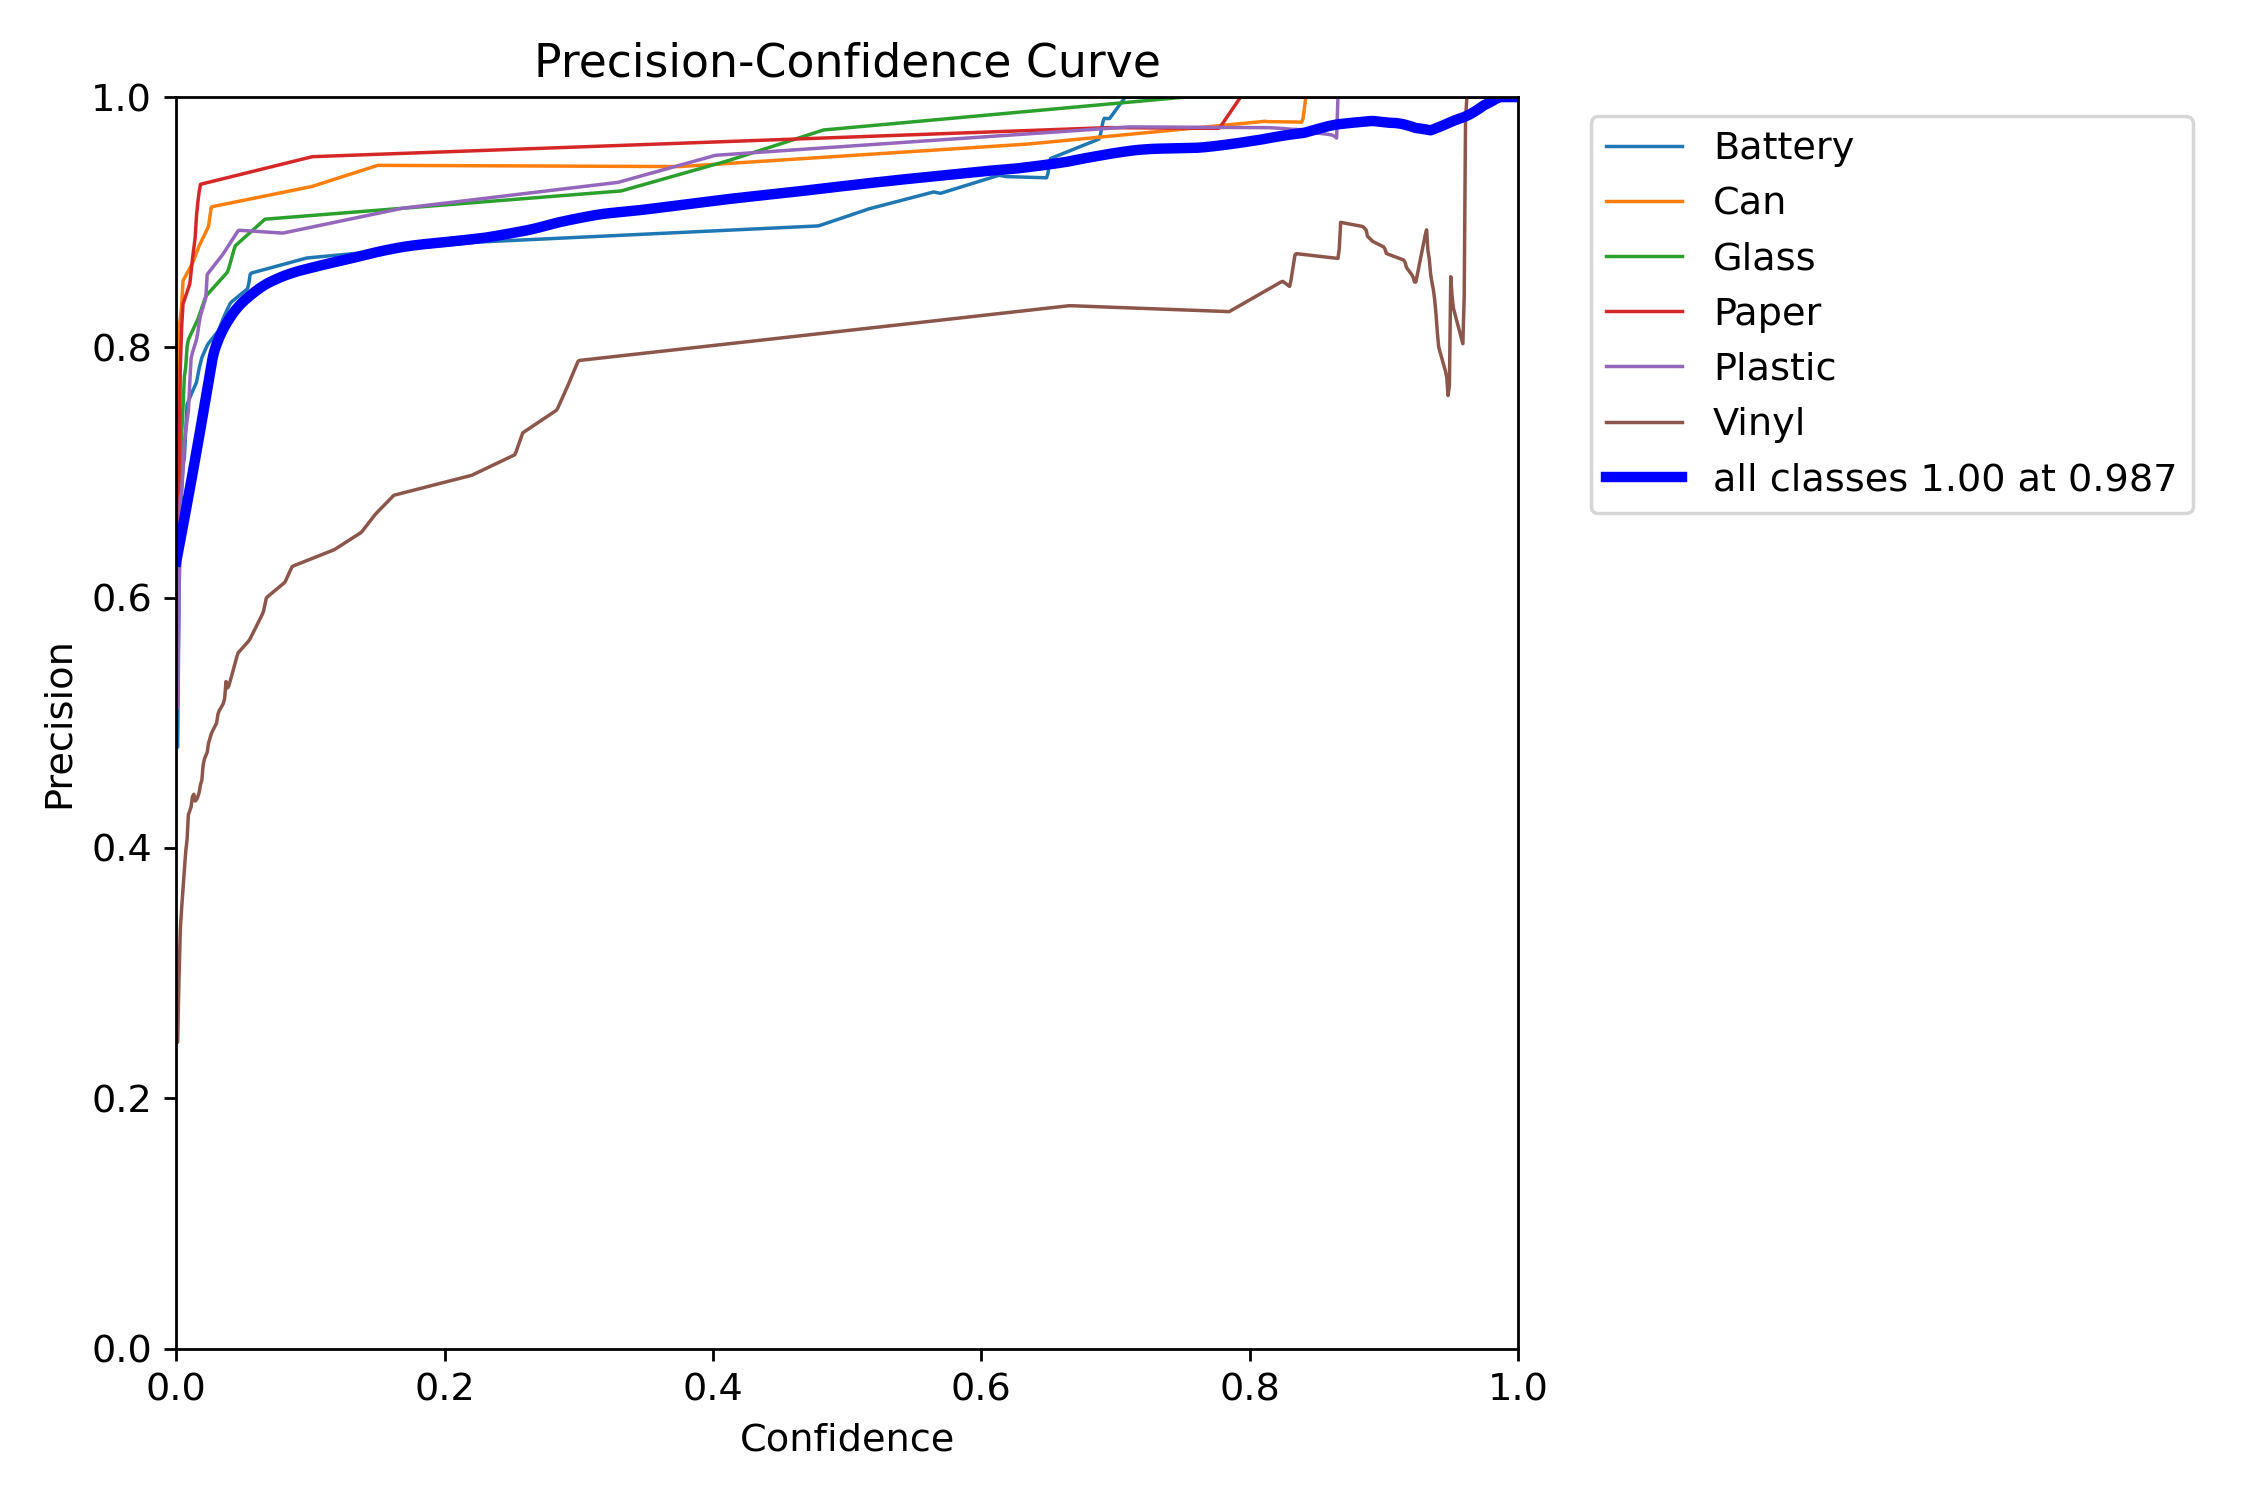 Precision-Confidence Curve
1.0
0.8
0.6
0.4
0.2
0.0
Precision
0.0 0.2 0.4 0.6 0.8 1.0
Confidence
Battery
Can
Glass
Paper
Plastic
Vinyl
all classes 1.00 at 0.987